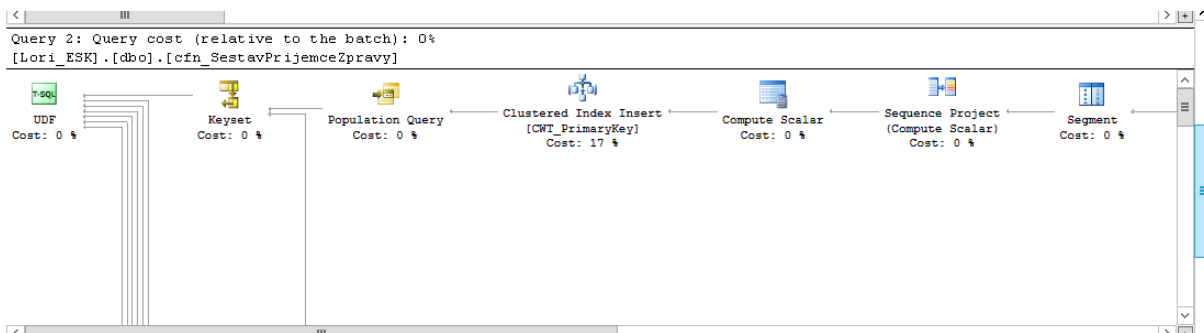 Query 2: Query cost (relative to the batch): 0%
[Lori_ESK].[dbo].[cfn_SestavPrijemceZpravy]
T-SQL
UDF
Cost: 0 %
Keyset
Cost: 0 %
Population Query
Cost: 0 %
Clustered Index Insert
[CWT_PrimaryKey]
Cost: 17 %
Compute Scalar
Cost: 0 %
Sequence Project
(Compute Scalar)
Cost: 0 %
Segment
Cost: 0 %